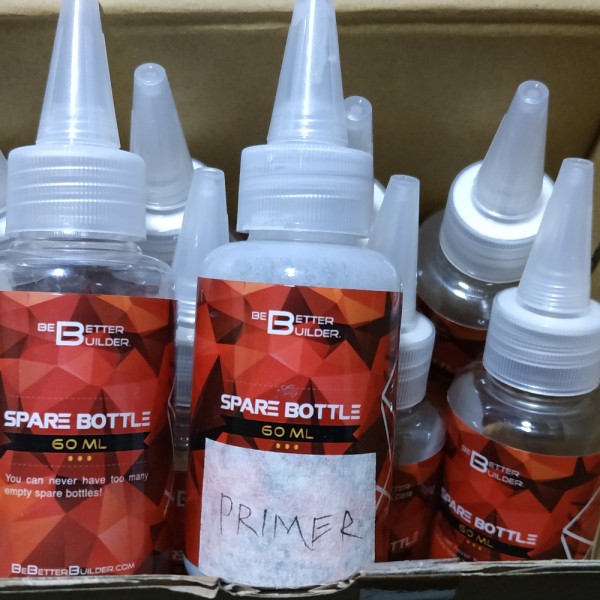 BE BETTER
BUILDER.
SPARE BOTTLE
60 ML
You can never have too many
empty spare bottles!
BEBETTERBUILDER.COM
BE BETTER
BUILDER.
SPARE BOTTLE
60 ML
PRIMER
TTLE
BE BETTER
BUILDER.
SPARE BOTTLE
60 ML